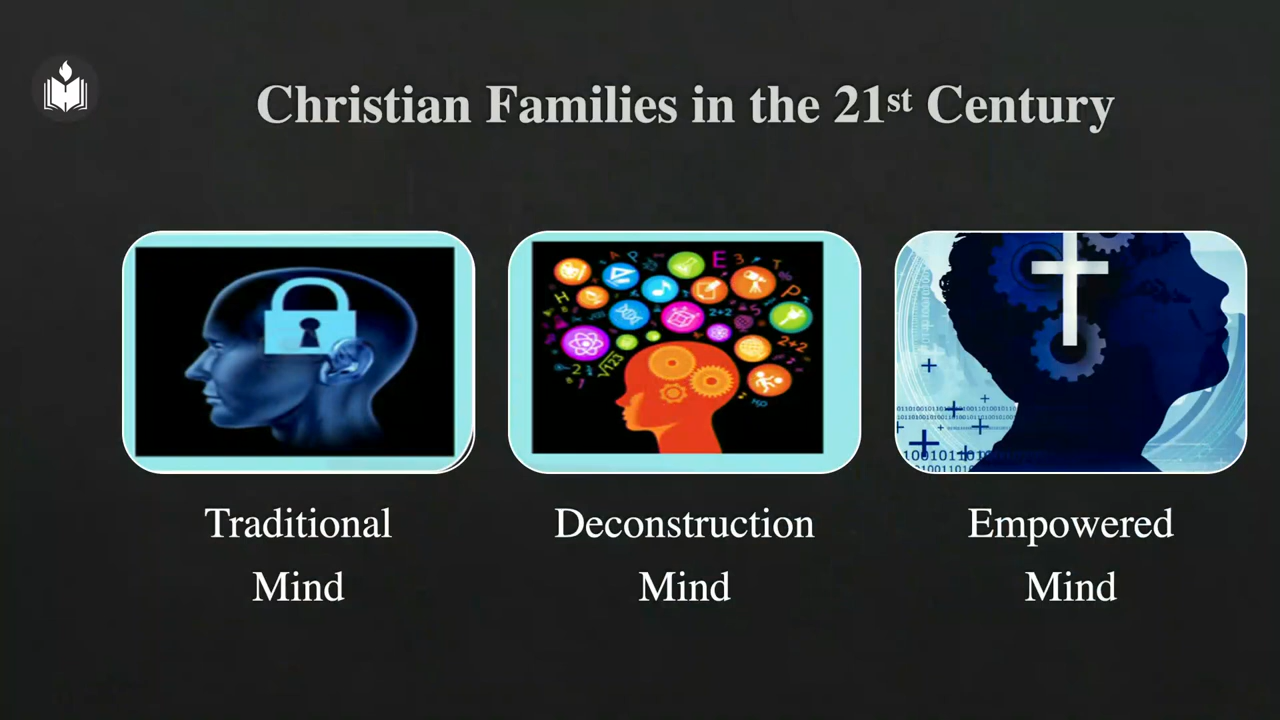 Christian Families in the 21st Century
Traditional
Mind
Deconstruction
Mind
Empowered
Mind